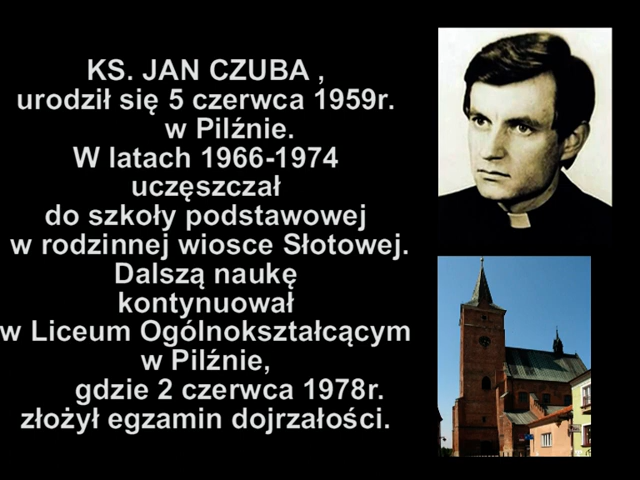 KS. JAN CZUBA ,
urodził się 5 czerwca 1959r.
w Pilźnie.
W latach 1966-1974
uczęszczał
do szkoły podstawowej
w rodzinnej wiosce Słotowej.
Dalszą naukę
kontynuował
w Liceum Ogólnokształcącym
w Pilźnie,
gdzie 2 czerwca 1978r.
złożył egzamin dojrzałości.